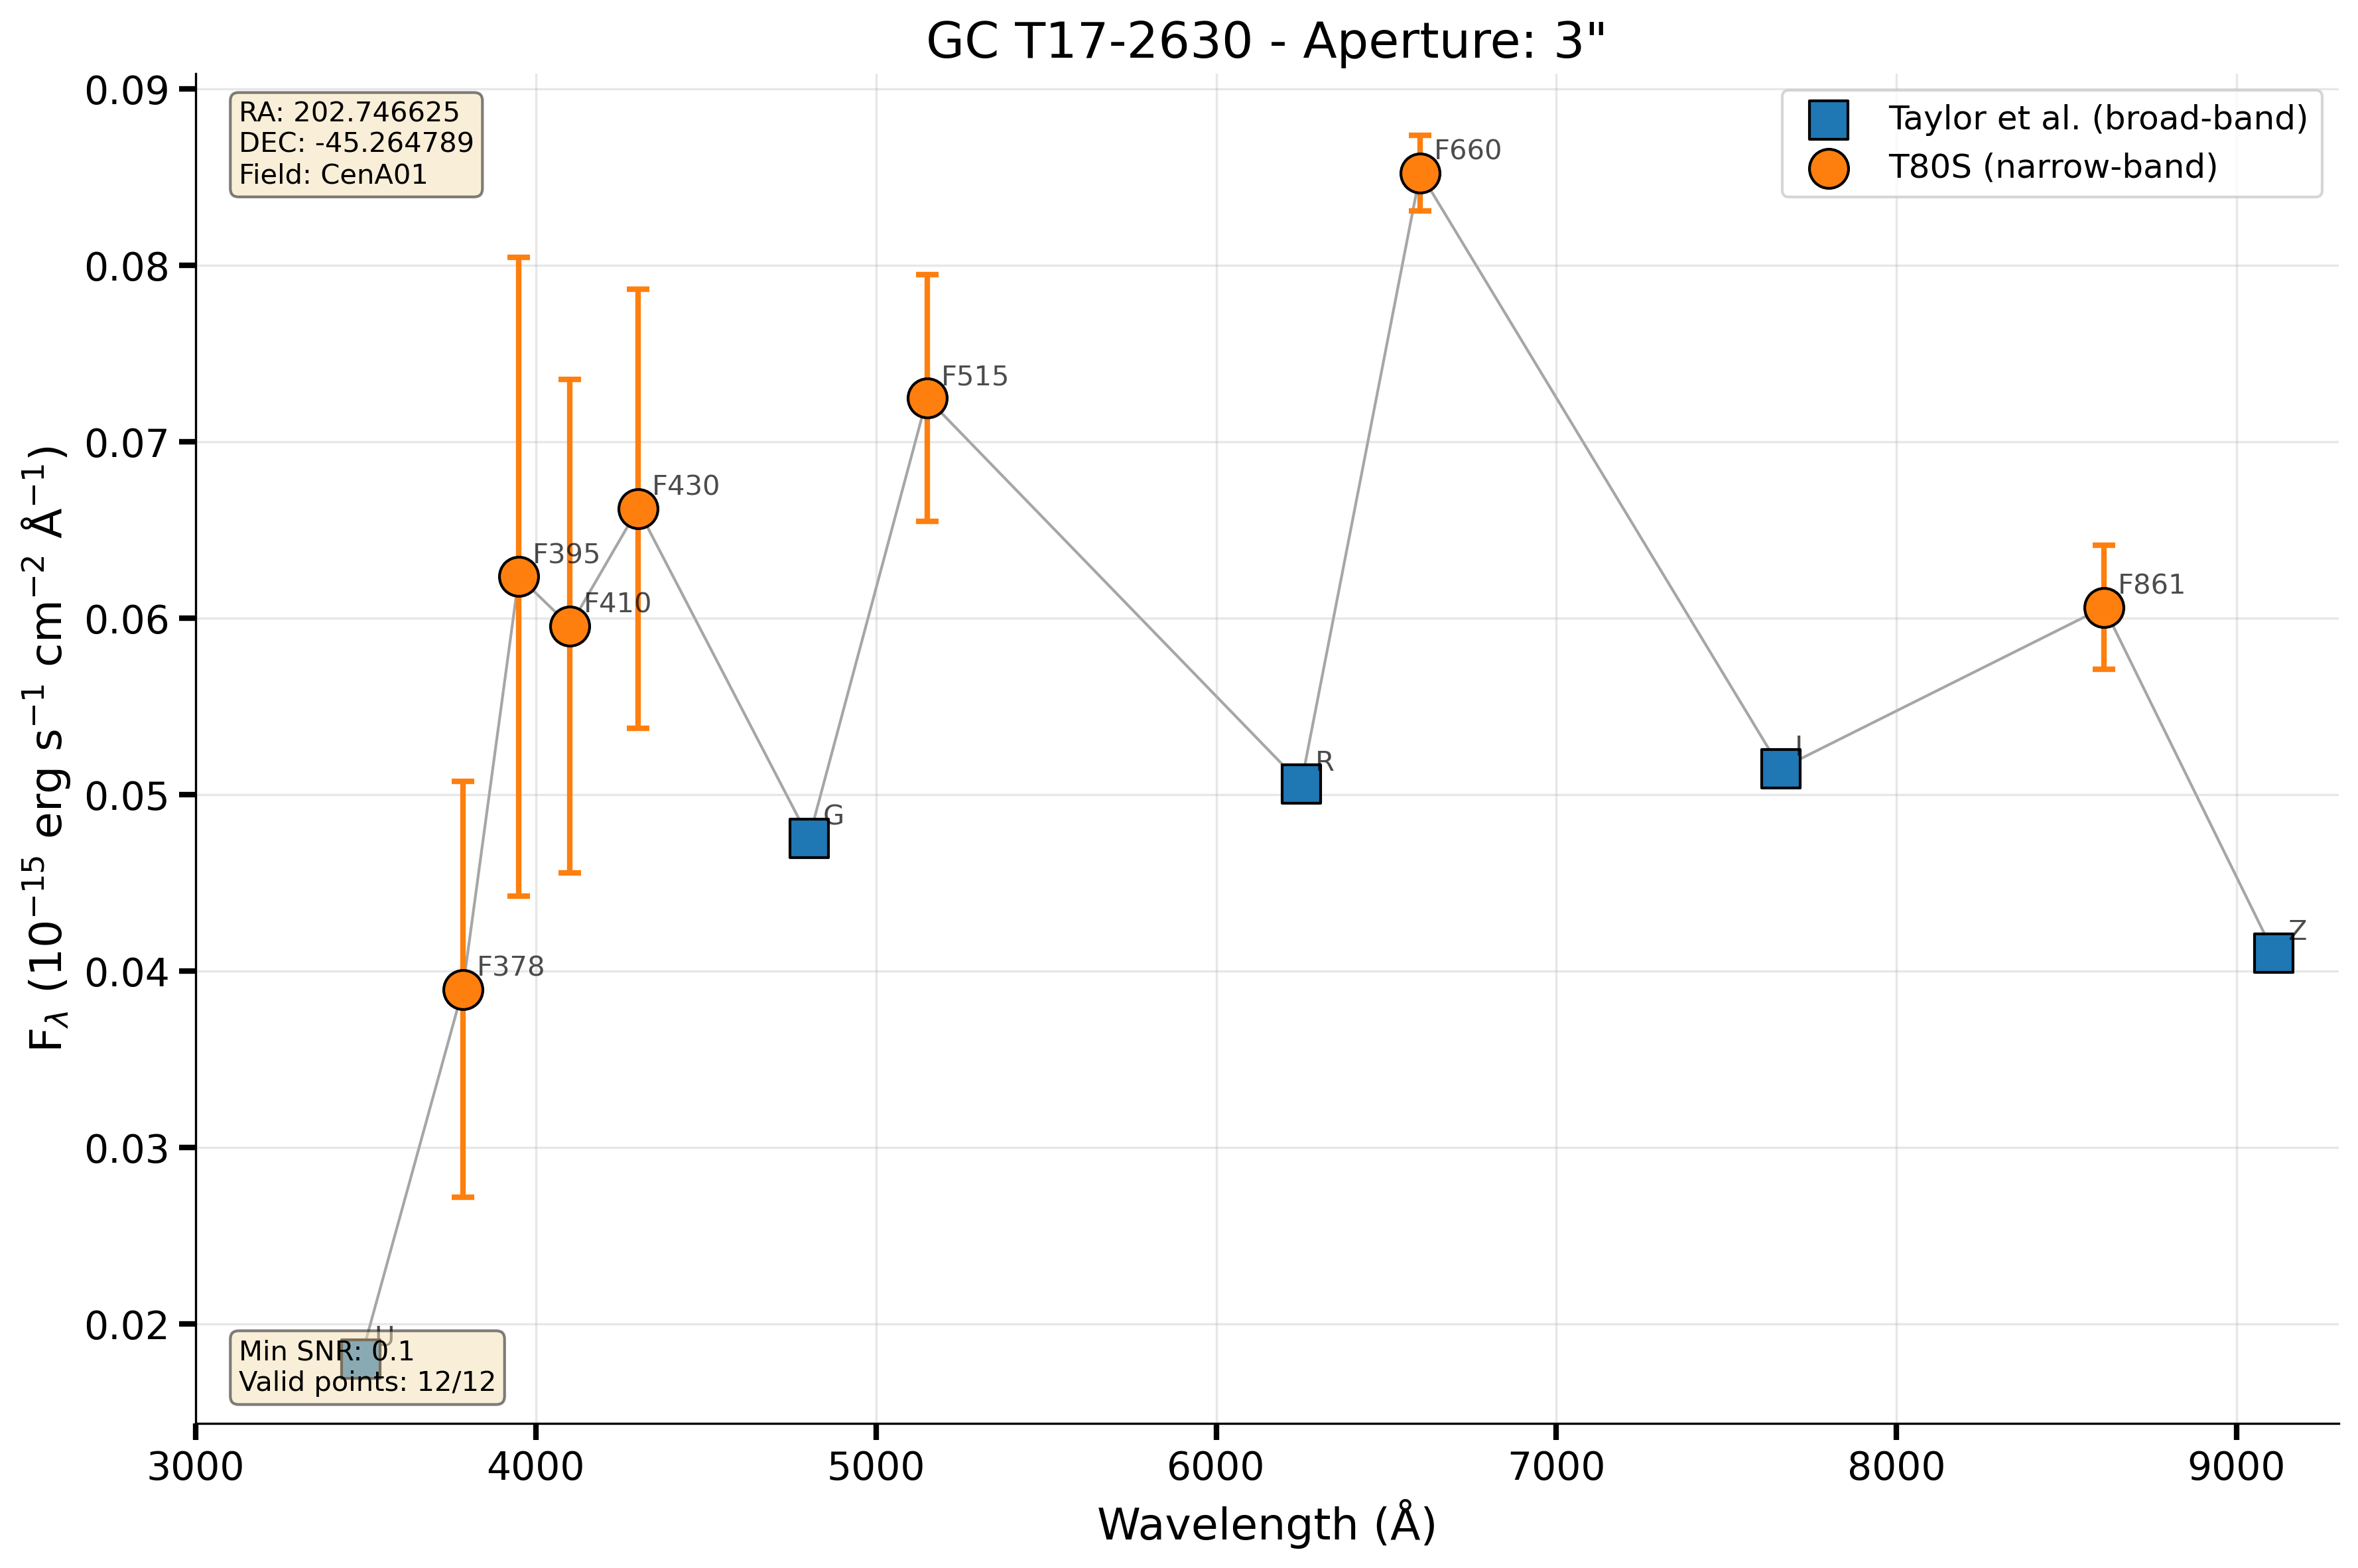 GC T17-2630 - Aperture: 3"
RA: 202.746625
DEC: -45.264789
Field: CenA01
Taylor et al. (broad-band)
T80S (narrow-band)
F660
F515
F430
F395
F410
F861
F378
G
R
I
Z
U
Min SNR: 0.1
Valid points: 12/12
0.09
0.08
0.07
0.06
0.05
0.04
0.03
0.02
F_λ (10⁻¹⁵ erg s⁻¹ cm⁻² Å⁻¹)
3000 4000 5000 6000 7000 8000 9000
Wavelength (Å)